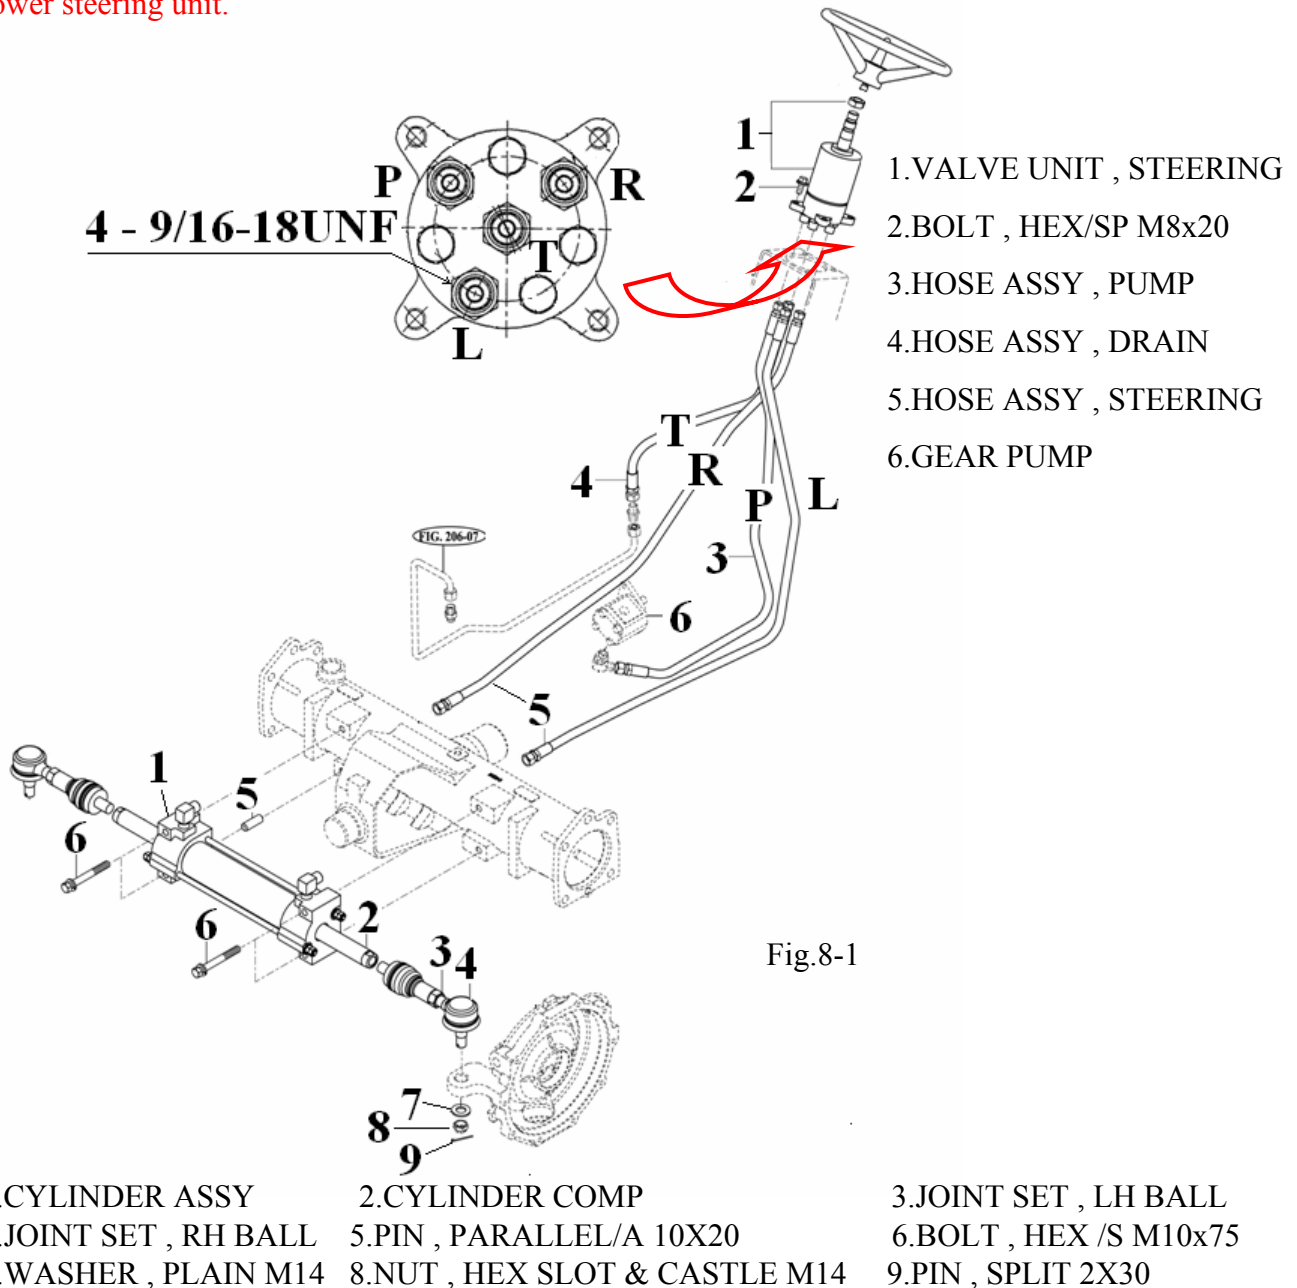 ower steering unit.
1
2
P
R
4 - 9/16-18UNF
T
L
1.VALVE UNIT , STEERING
2.BOLT , HEX/SP M8x20
3.HOSE ASSY , PUMP
4.HOSE ASSY , DRAIN
5.HOSE ASSY , STEERING
6.GEAR PUMP
T
R
4
P
L
FIG. 206-07
3
6
5
1
5
6
6
2
3
4
Fig.8-1
7
8
9
.CYLINDER ASSY 2.CYLINDER COMP 3.JOINT SET , LH BALL
.JOINT SET , RH BALL 5.PIN , PARALLEL/A 10X20 6.BOLT , HEX /S M10x75
.WASHER , PLAIN M14 8.NUT , HEX SLOT & CASTLE M14 9.PIN , SPLIT 2X30